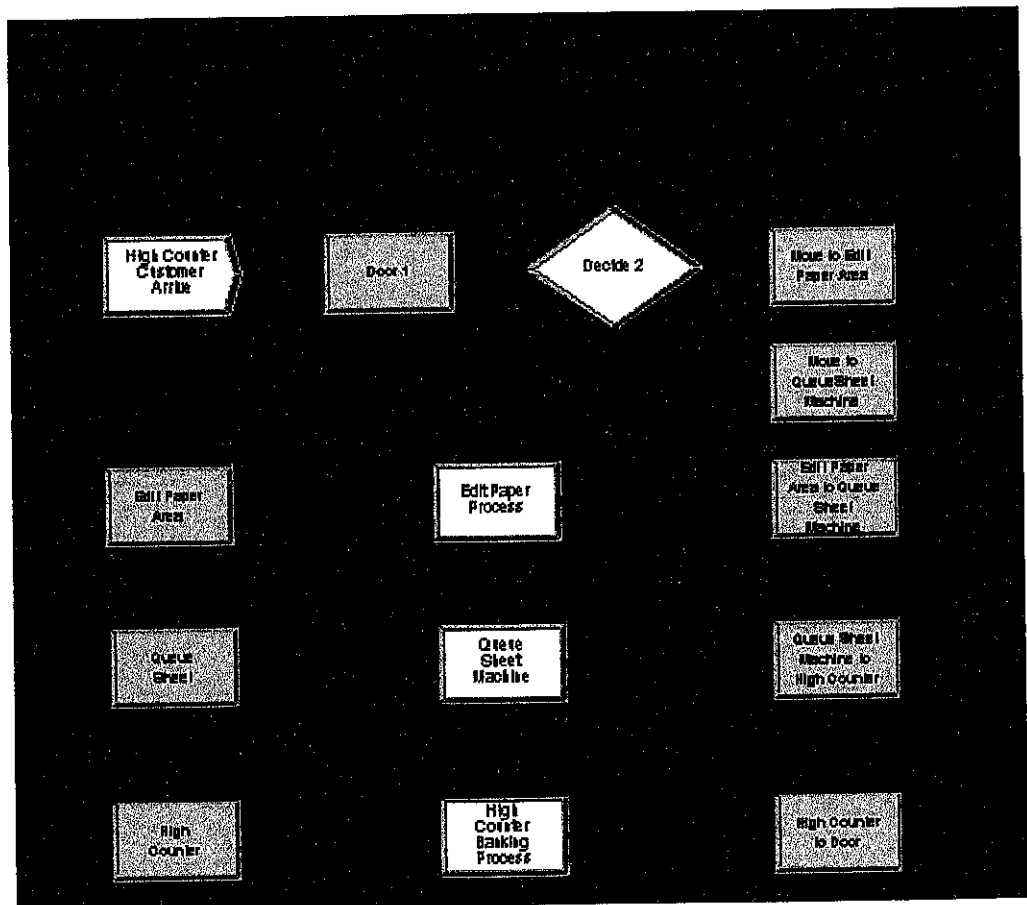 High Counter
Customer
Arrive
Door 1
Decide 2
Move to Edit
Paper Area
Move to
QueueSheet
Machine
Edit Paper
Area
Edit Paper
Process
Edit Paper
Area to Queue
Sheet
Machine
Queue
Sheet
Queue
Sheet
Machine
Queue Sheet
Machine to
High Counter
High
Counter
High
Counter
Banking
Process
High Counter
to Door